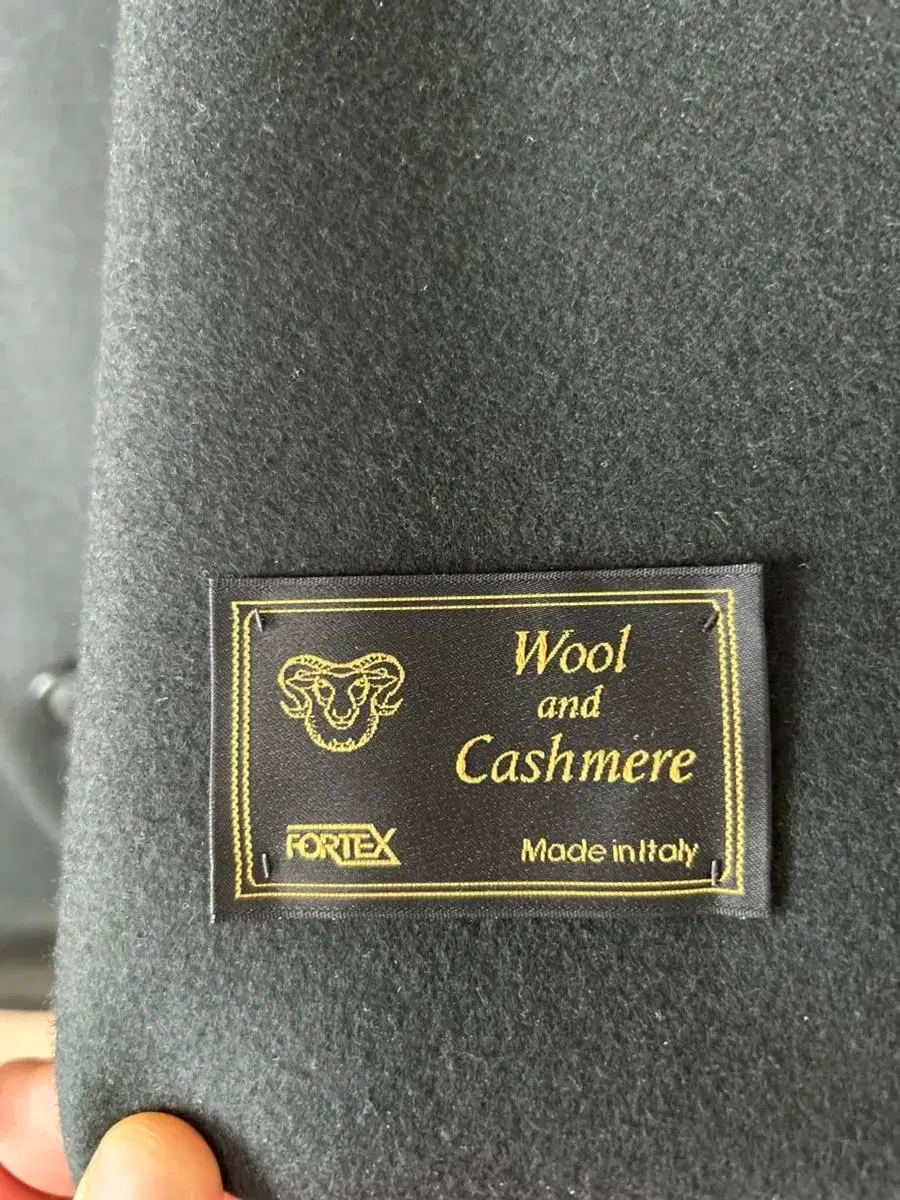 Wool
and
Cashmere
FORTEX
Made in Italy